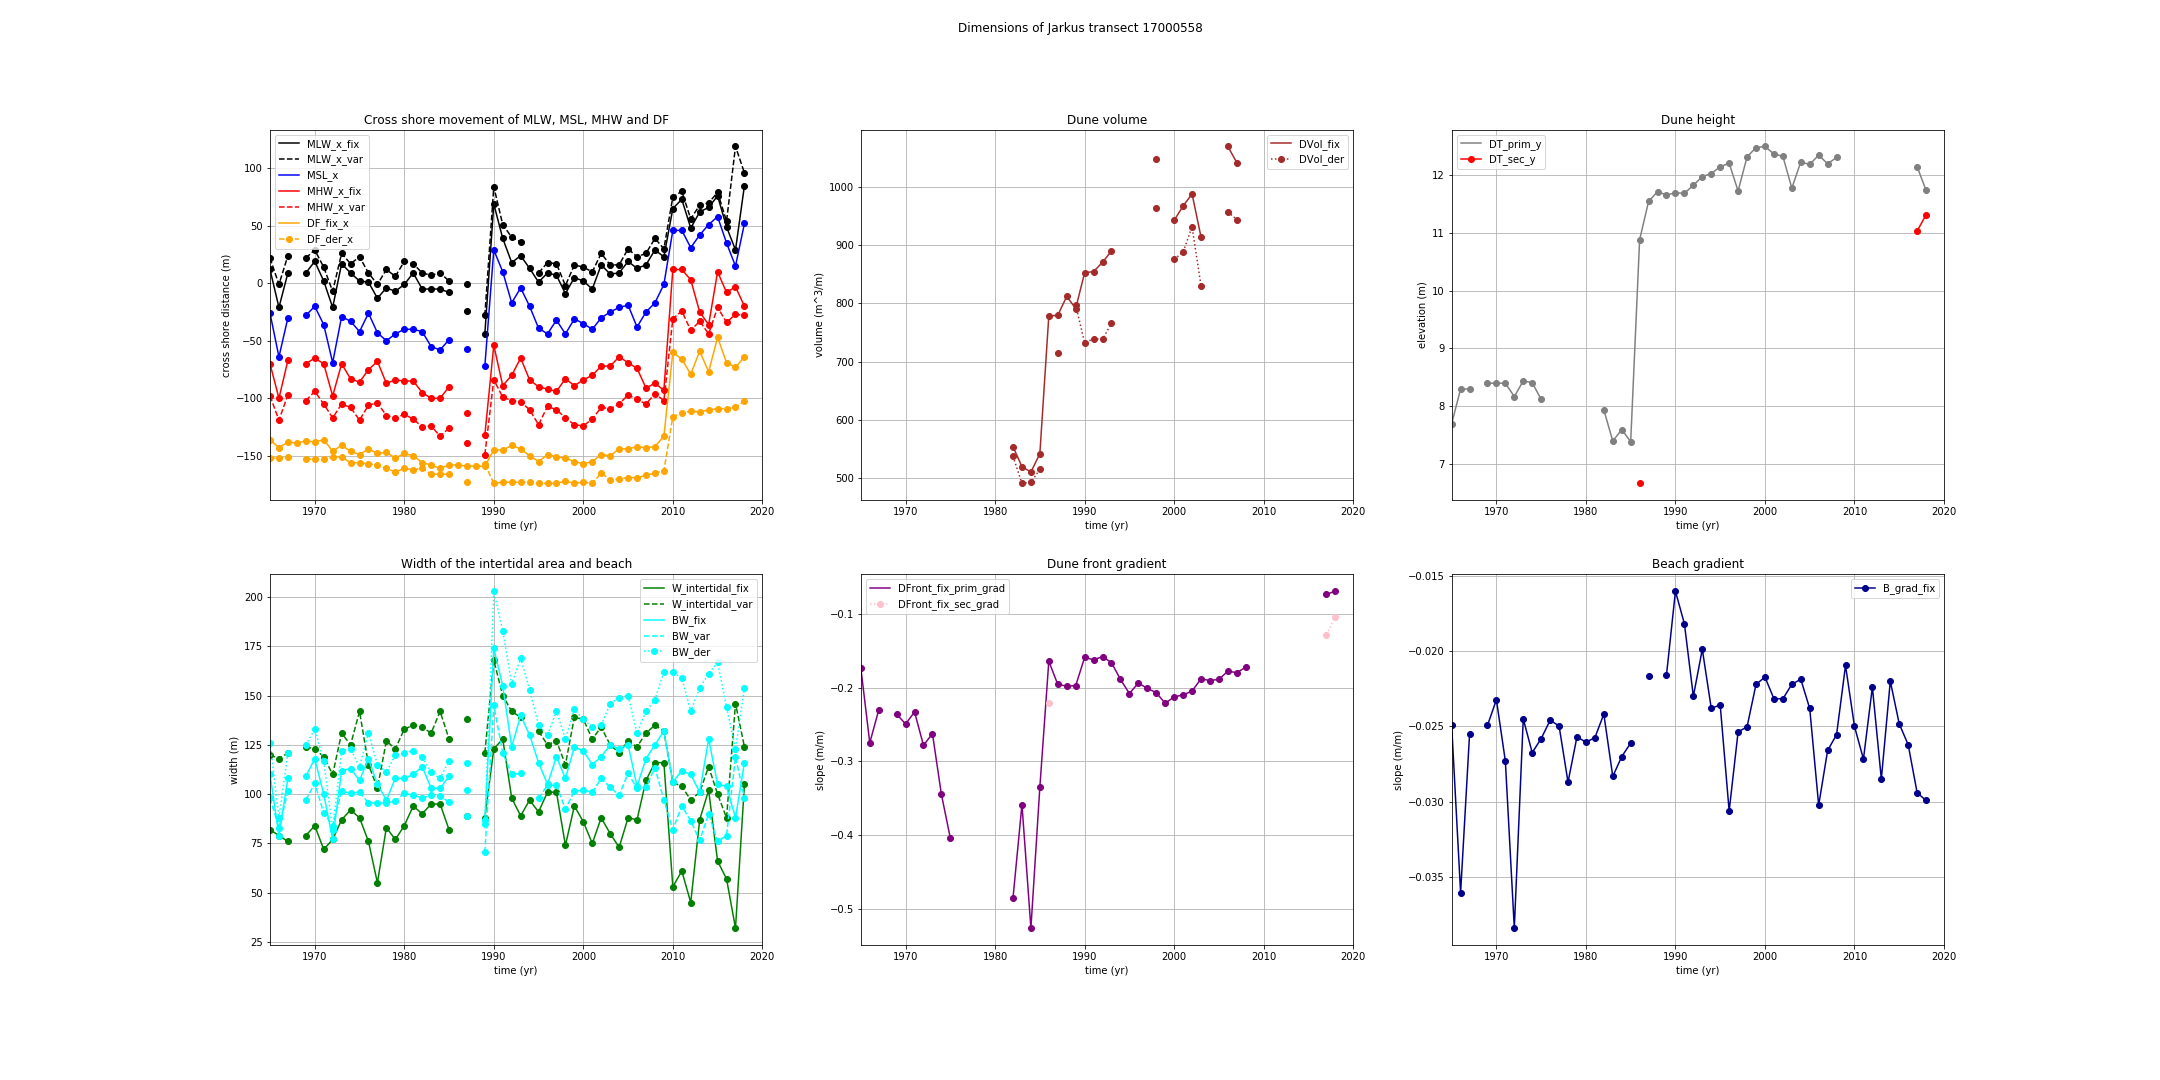 Dimensions of Jarkus transect 17000558
Cross shore movement of MLW, MSL, MHW and DF
MLW_x_fix
MLW_x_var
MSL_x
MHW_x_fix
MHW_x_var
DF_fix_x
DF_der_x
100
50
0
−50
−100
−150
cross shore distance (m)
1970 1980 1990 2000 2010 2020
time (yr)
Dune volume
DVol_fix
DVol_der
1000
900
800
700
600
500
volume (m^3/m)
1970 1980 1990 2000 2010 2020
time (yr)
Dune height
DT_prim_y
DT_sec_y
12
11
10
9
8
7
elevation (m)
1970 1980 1990 2000 2010 2020
time (yr)
Width of the intertidal area and beach
W_intertidal_fix
W_intertidal_var
BW_fix
BW_var
BW_der
200
175
150
125
100
75
50
25
width (m)
1970 1980 1990 2000 2010 2020
time (yr)
Dune front gradient
DFront_fix_prim_grad
DFront_fix_sec_grad
−0.1
−0.2
−0.3
−0.4
−0.5
slope (m/m)
1970 1980 1990 2000 2010 2020
time (yr)
Beach gradient
B_grad_fix
−0.015
−0.020
−0.025
−0.030
−0.035
slope (m/m)
1970 1980 1990 2000 2010 2020
time (yr)